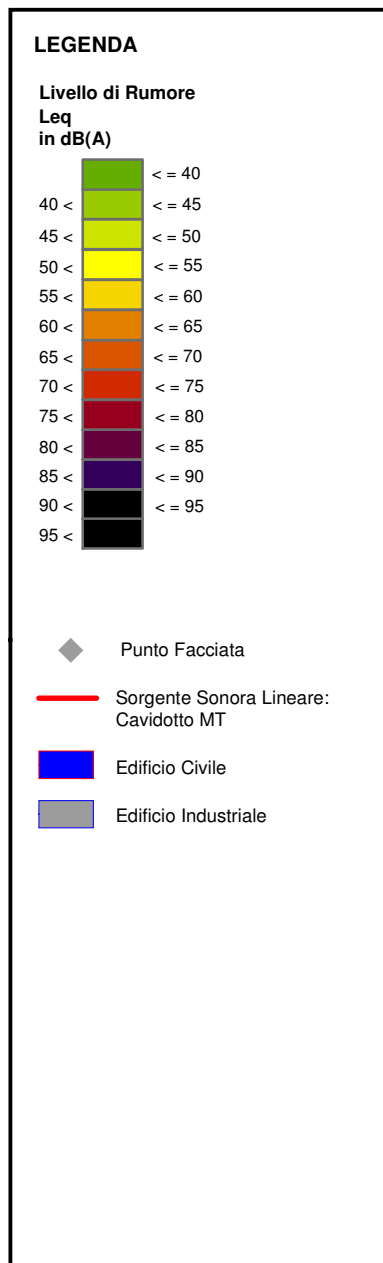 LEGENDA
Livello di Rumore
Leq
in dB(A)
< = 40
40 < < = 45
45 < < = 50
50 < < = 55
55 < < = 60
60 < < = 65
65 < < = 70
70 < < = 75
75 < < = 80
80 < < = 85
85 < < = 90
90 < < = 95
95 <
Punto Facciata
Sorgente Sonora Lineare:
Cavidotto MT
Edificio Civile
Edificio Industriale